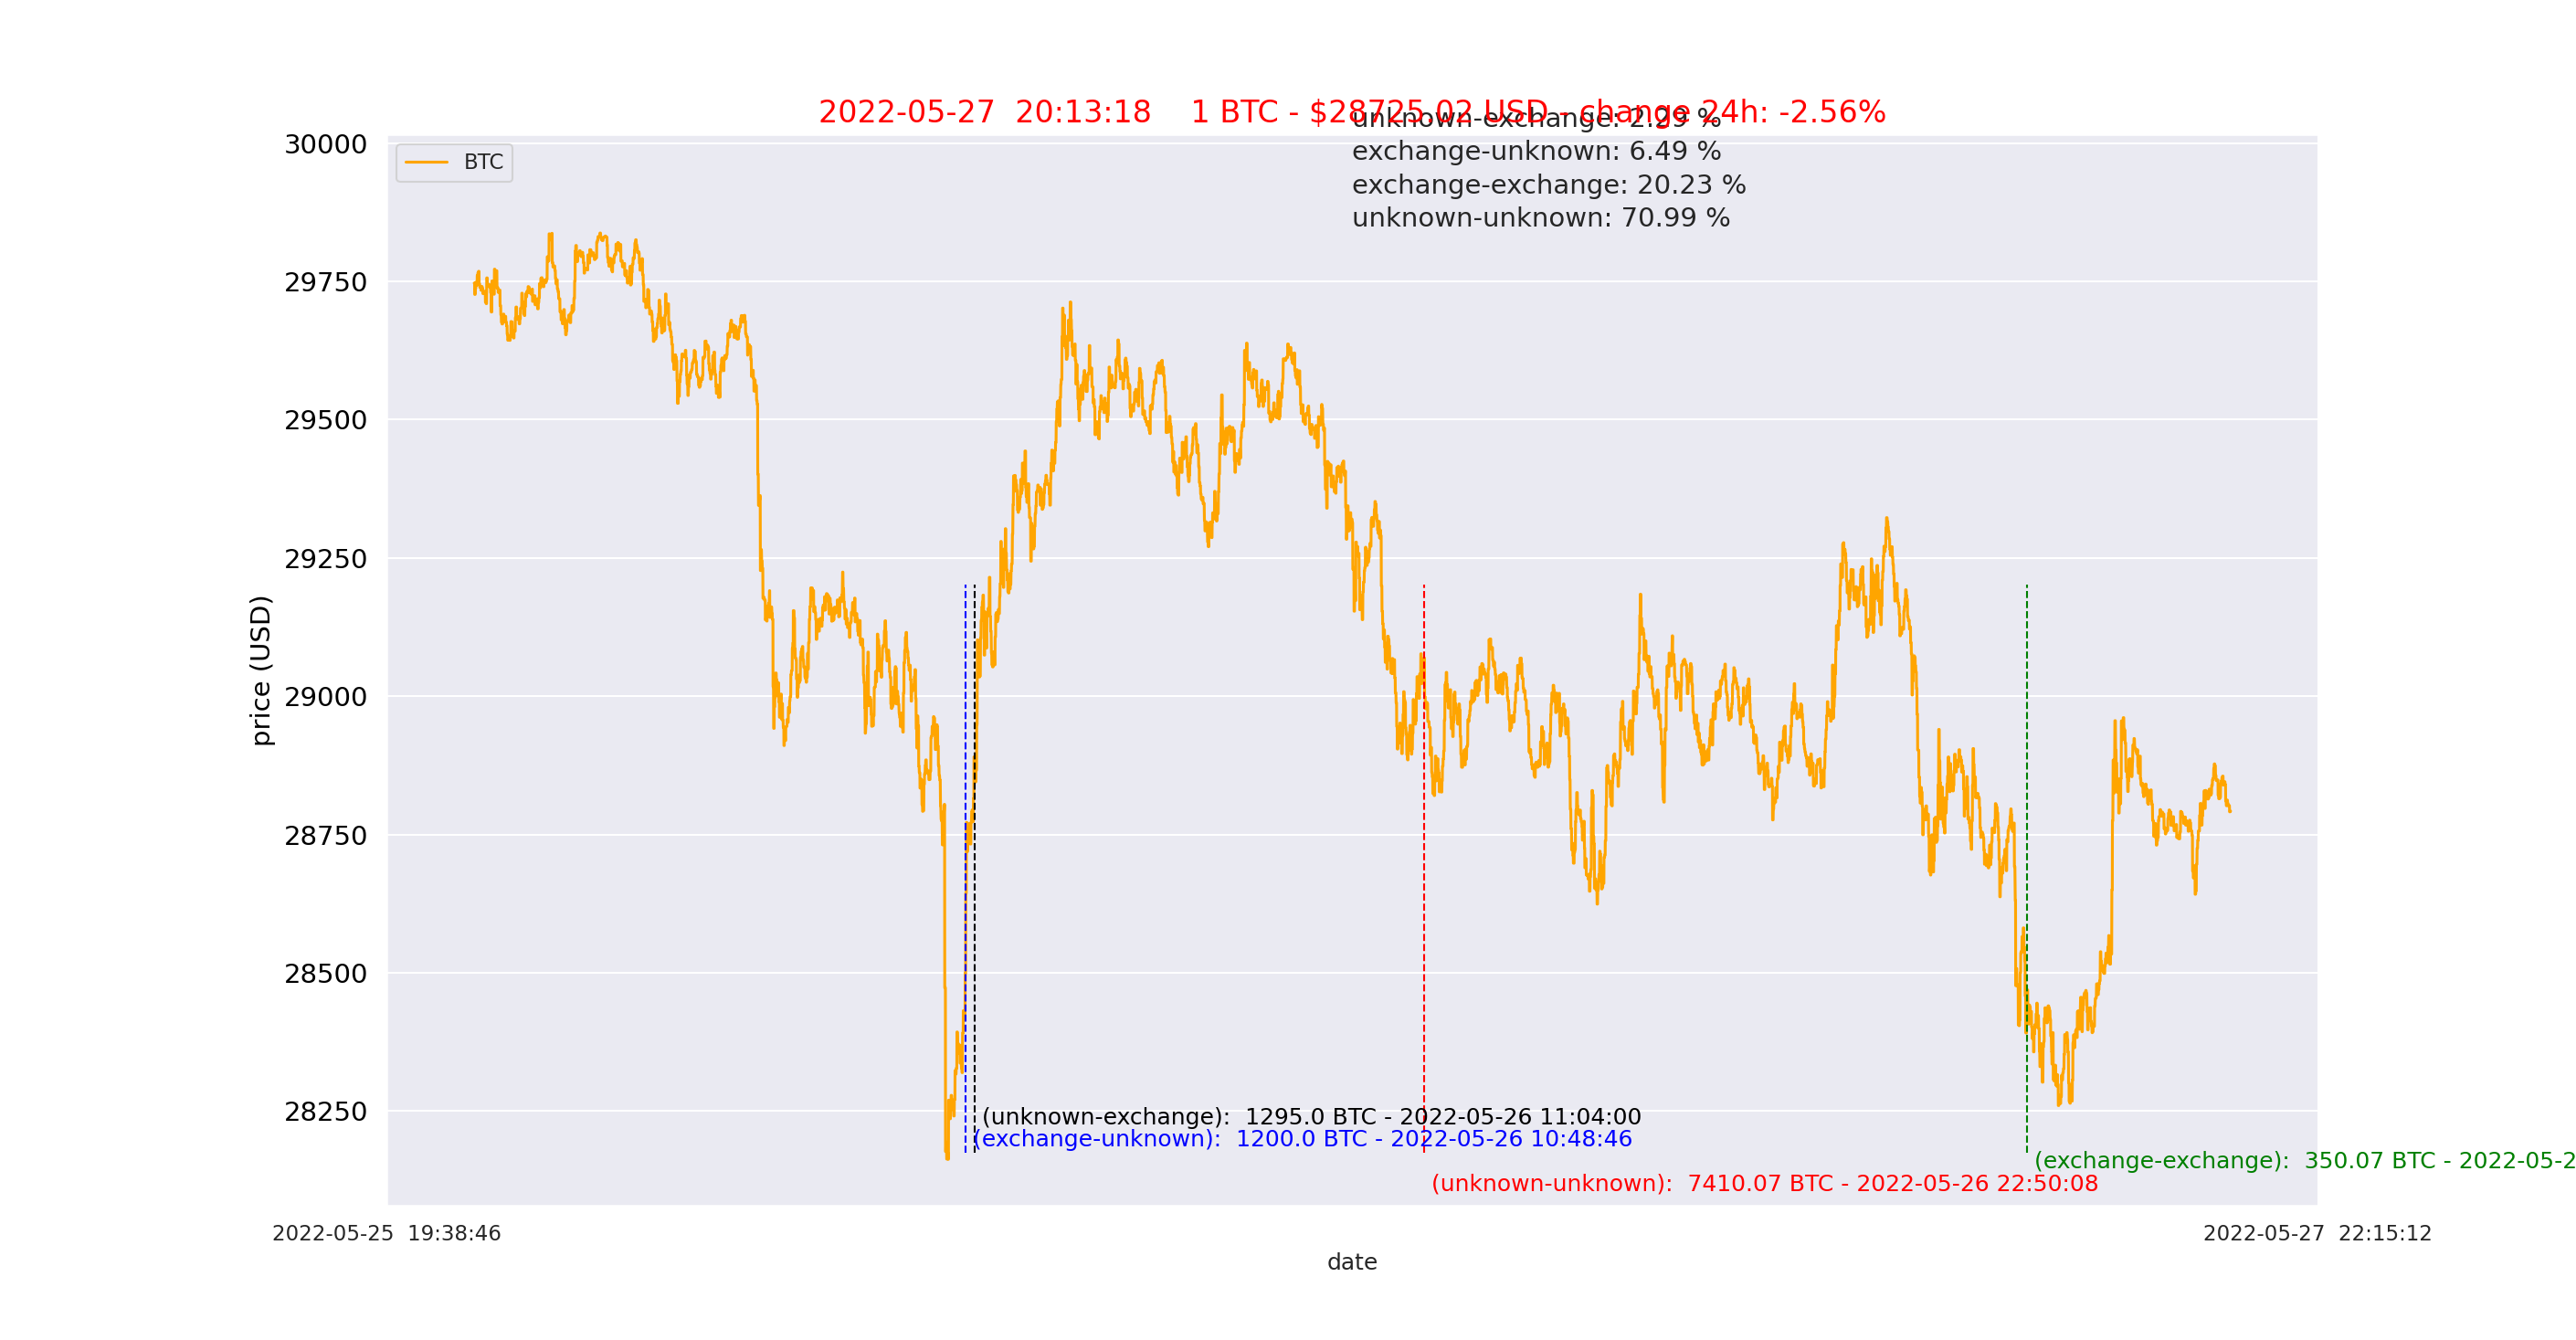 2022-05-27  20:13:18    1 BTC - $28725.02 USD - change 24h: -2.56%
unknown-exchange: 2.29 %
exchange-unknown: 6.49 %
exchange-exchange: 20.23 %
unknown-unknown: 70.99 %
BTC
30000
29750
29500
29250
29000
28750
28500
28250
price (USD)
(unknown-exchange):  1295.0 BTC - 2022-05-26 11:04:00
(exchange-unknown):  1200.0 BTC - 2022-05-26 10:48:46
(exchange-exchange):  350.07 BTC - 2022-05-2
(unknown-unknown):  7410.07 BTC - 2022-05-26 22:50:08
2022-05-25  19:38:46
2022-05-27  22:15:12
date